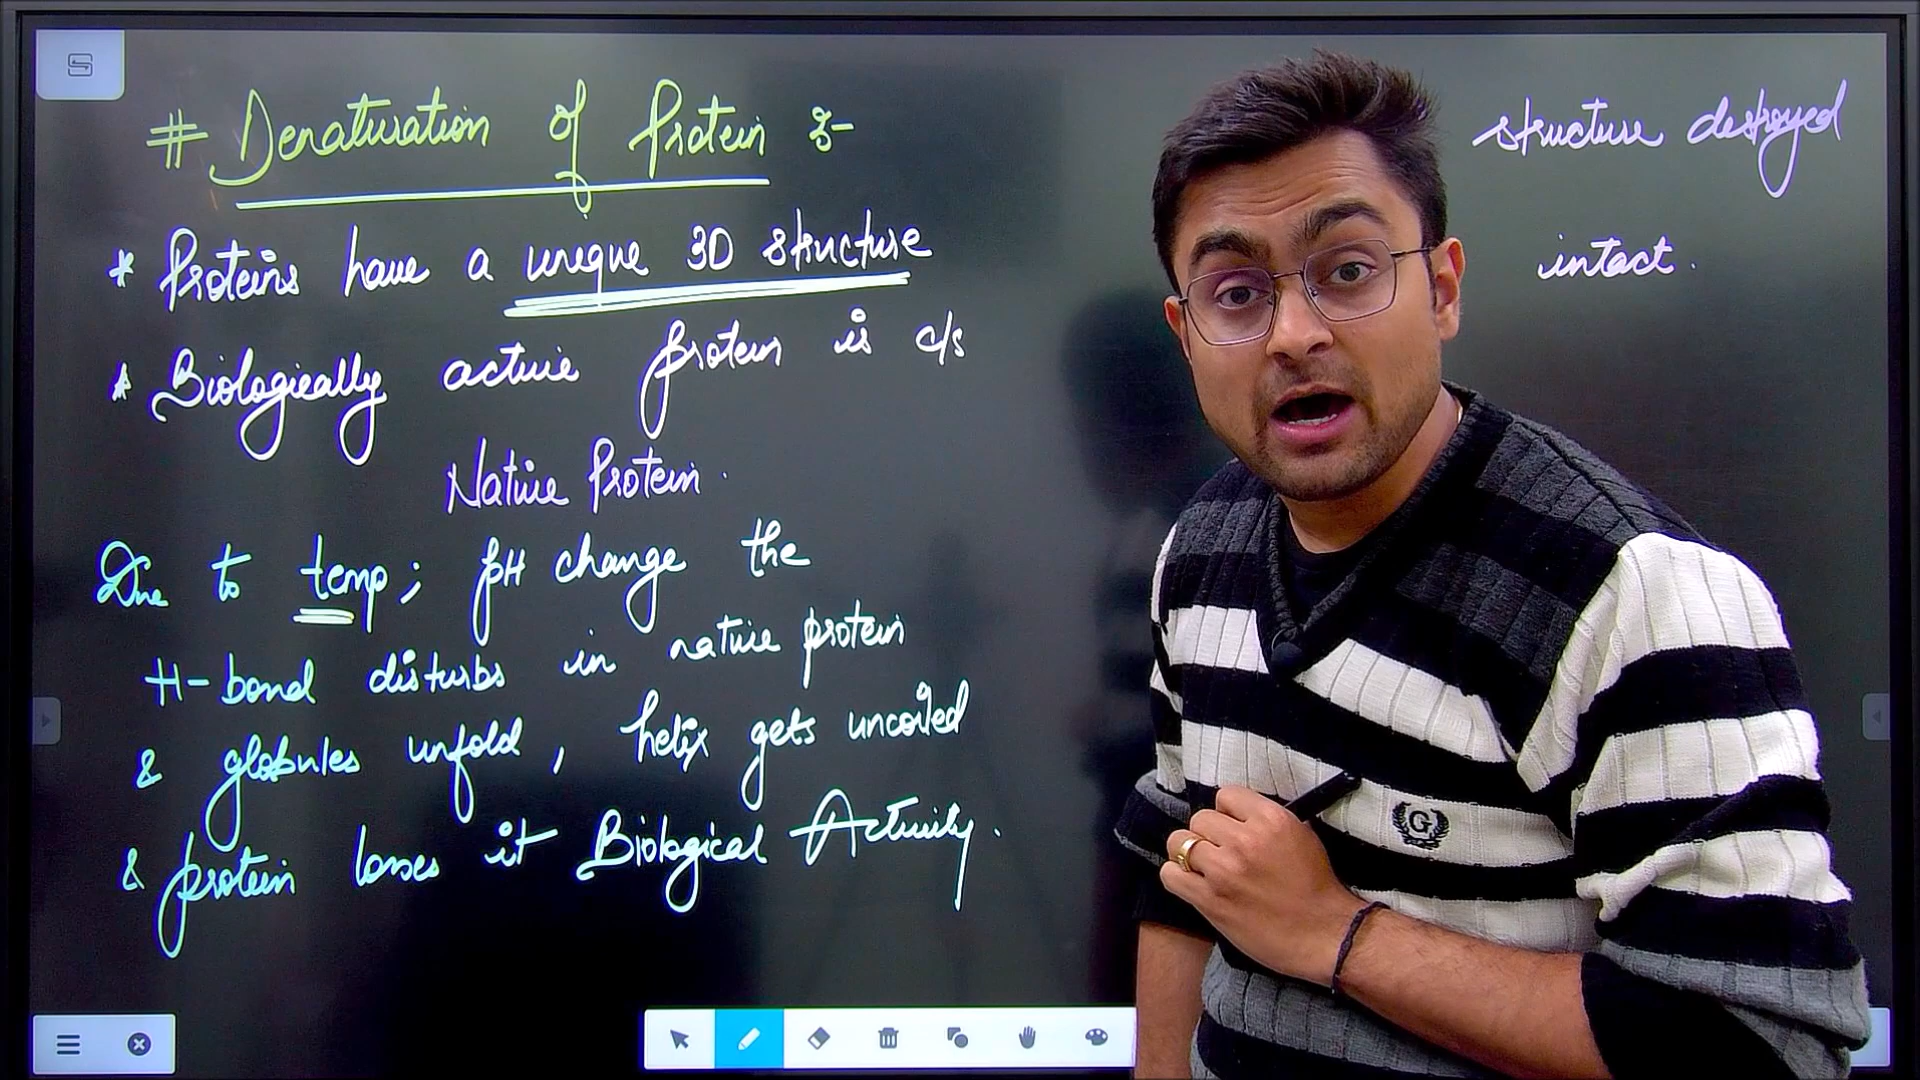 # Denaturation of Protein :-
* Proteins have a unique 3D structure
* Biologically active protein is c/s
Native Protein.
Due to temp; pH change the
H-bond disturbs in native protein
& globules unfold, helix gets uncoiled
& protein loses it Biological Activity.
structure destroyed
intact.
G